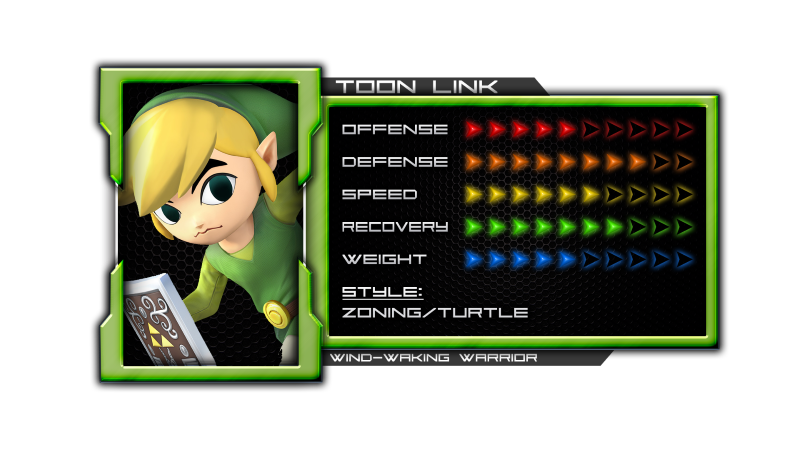 TOON LINK
OFFENSE
DEFENSE
SPEED
RECOVERY
WEIGHT
STYLE:
ZONING/TURTLE
WIND-WAKING WARRIOR